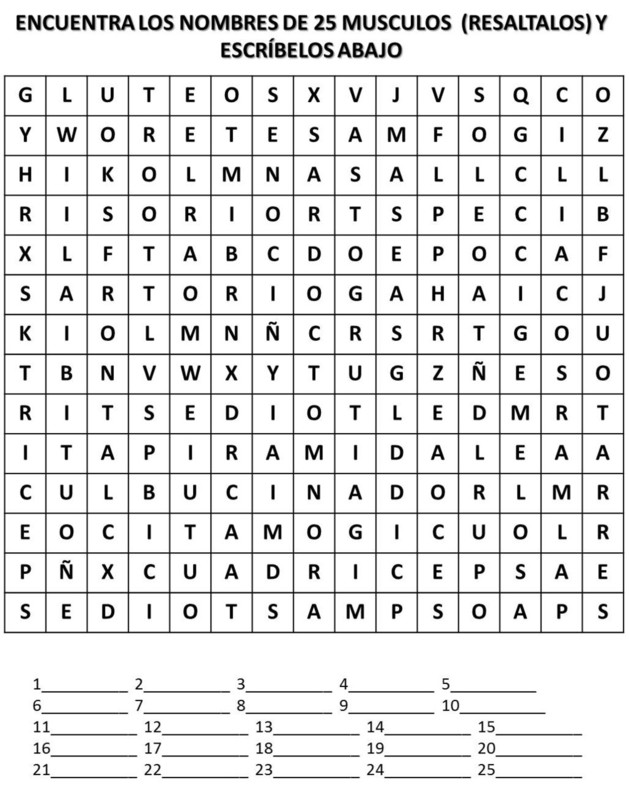 ENCUENTRA LOS NOMBRES DE 25 MUSCULOS (RESALTALOS) Y
ESCRÍBELOS ABAJO
G L U T E O S X V J V S Q C O
Y W O R E T E S A M F O G I Z
H I K O L M N A S A L L C L L
R I S O R I O R T S P E C I B
X L F T A B C D O E P O C A F
S A R T O R I O G A H A I C J
K I O L M N Ñ C R S R T G O U
T B N V W X Y T U G Z Ñ E S O
R I T S E D I O T L E D M R T
I T A P I R A M I D A L E A A
C U L B U C I N A D O R L M R
E O C I T A M O G I C U O L R
P Ñ X C U A D R I C E P S A E
S E D I O T S A M P S O A P S
1__________ 2__________ 3__________ 4__________ 5__________
6__________ 7__________ 8__________ 9__________ 10__________
11__________ 12__________ 13__________ 14__________ 15__________
16__________ 17__________ 18__________ 19__________ 20__________
21__________ 22__________ 23__________ 24__________ 25__________